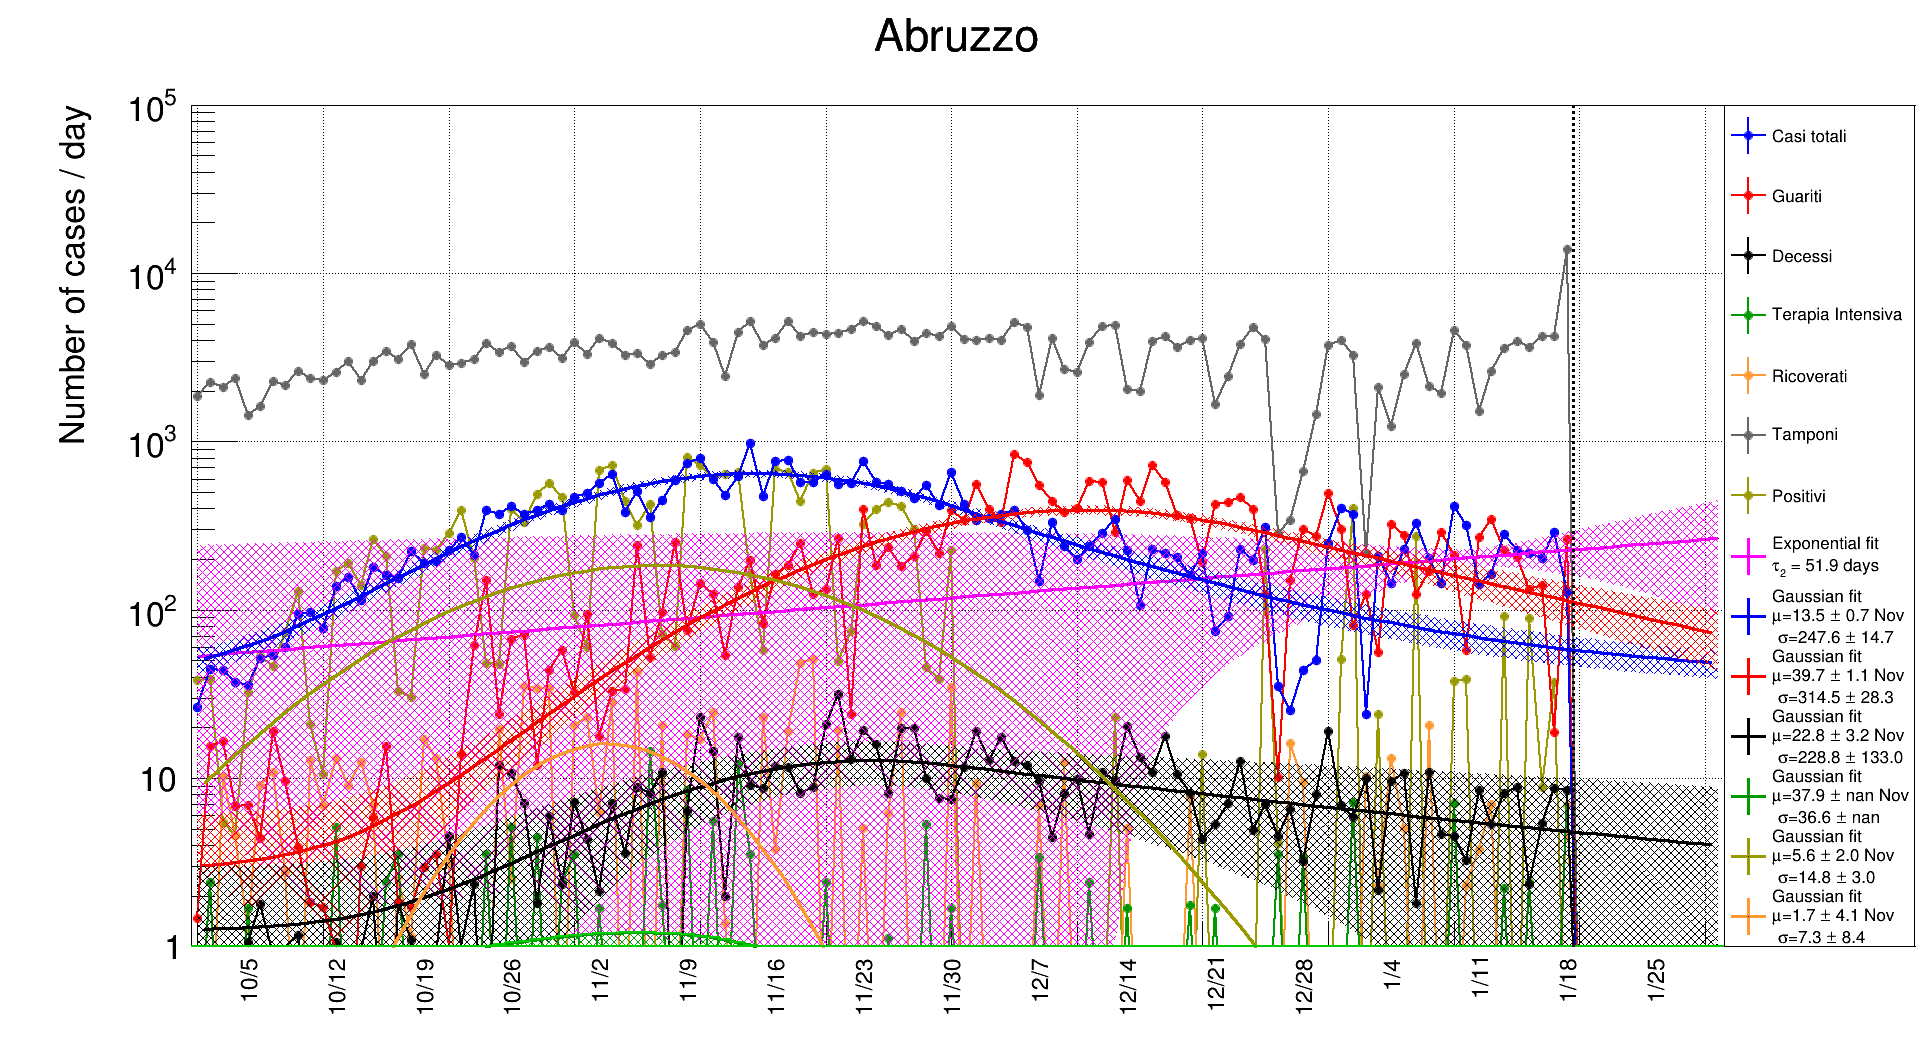 Abruzzo
Number of cases / day
10^5
10^4
10^3
10^2
10
1
10/5
10/12
10/19
10/26
11/2
11/9
11/16
11/23
11/30
12/7
12/14
12/21
12/28
1/4
1/11
1/18
1/25
Casi totali
Guariti
Decessi
Terapia Intensiva
Ricoverati
Tamponi
Positivi
Exponential fit
τ₂ = 51.9 days
Gaussian fit
μ=13.5 ± 0.7 Nov
σ=247.6 ± 14.7
Gaussian fit
μ=39.7 ± 1.1 Nov
σ=314.5 ± 28.3
Gaussian fit
μ=22.8 ± 3.2 Nov
σ=228.8 ± 133.0
Gaussian fit
μ=37.9 ± nan Nov
σ=36.6 ± nan
Gaussian fit
μ=5.6 ± 2.0 Nov
σ=14.8 ± 3.0
Gaussian fit
μ=1.7 ± 4.1 Nov
σ=7.3 ± 8.4